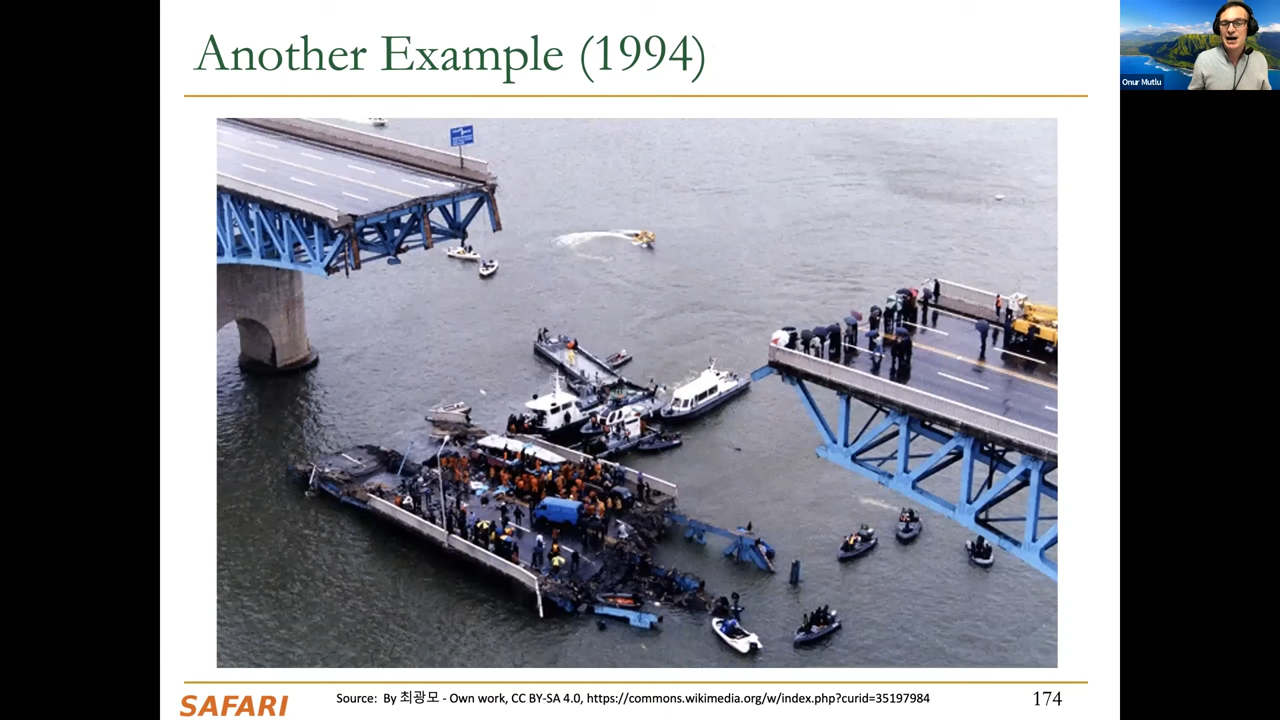 Another Example (1994)
Onur Mutlu
SAFARI
Source: By 최광모 - Own work, CC BY-SA 4.0, https://commons.wikimedia.org/w/index.php?curid=35197984
174